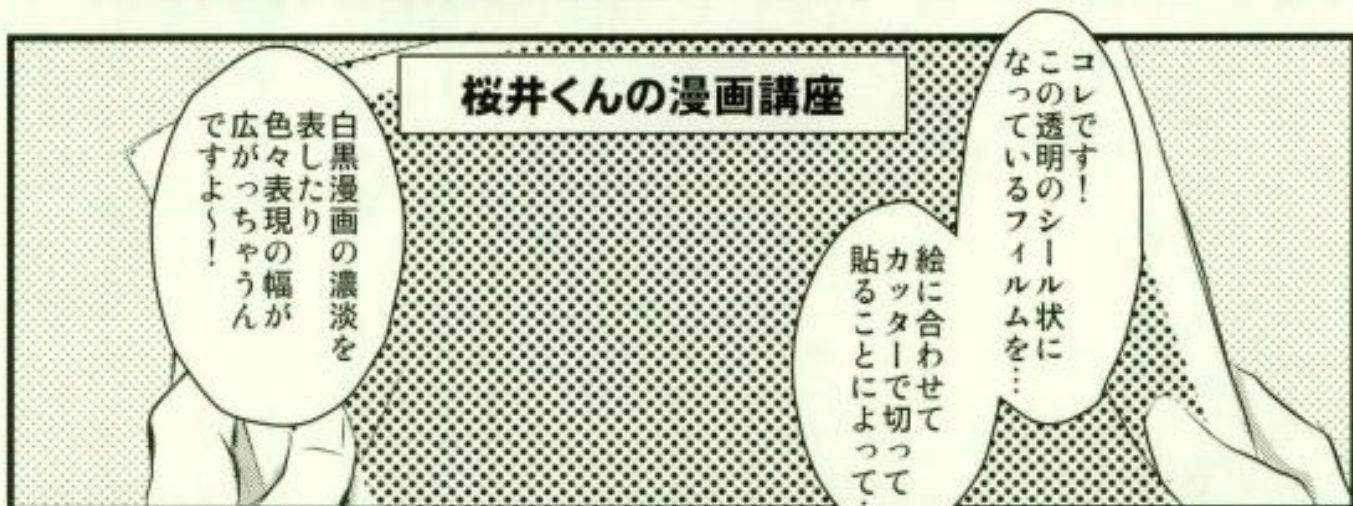 桜井くんの漫画講座
コレです！
この透明のシール状に
なっているフィルムを…
絵に合わせて
カッターで切って
貼ることによって…
白黒漫画の濃淡を
表したり
色々表現の幅が
広がっちゃうん
ですよ～！